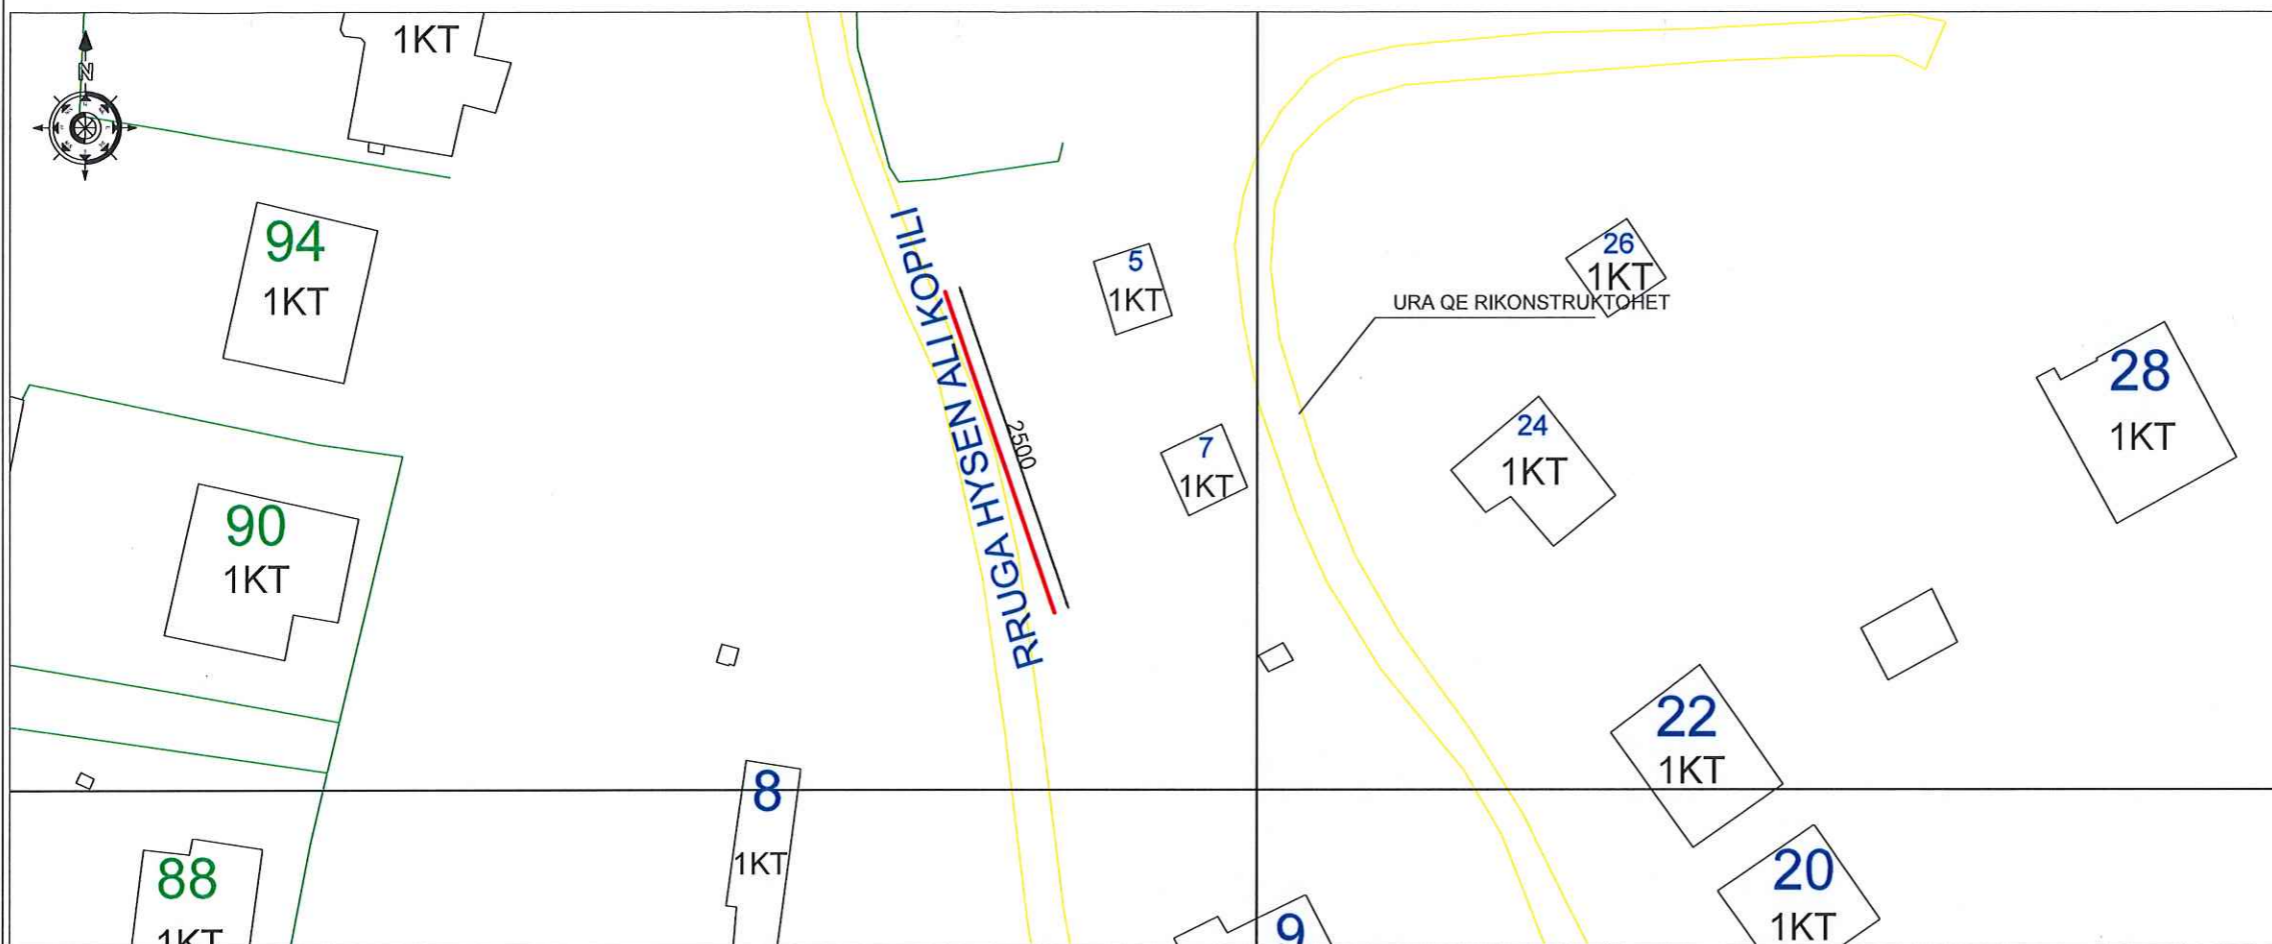 1KT
N
94
1KT
RRUGA HYSEN ALI KOPILI
2500
5
1KT
26
1KT
URA QE RIKONSTRUKTOHET
7
1KT
24
1KT
28
1KT
90
1KT
22
1KT
8
1KT
88
1KT
20
1KT
9